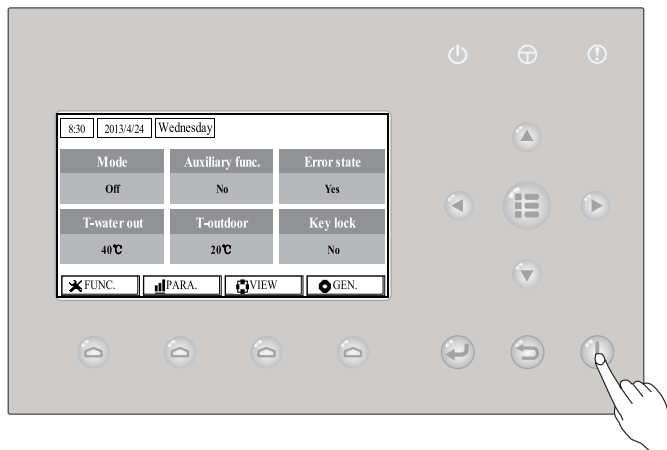 8:30 2013/4/24 Wednesday
Mode Auxiliary func. Error state
Off No Yes
T-water out T-outdoor Key lock
40℃ 20℃ No
FUNC. PARA. VIEW GEN.